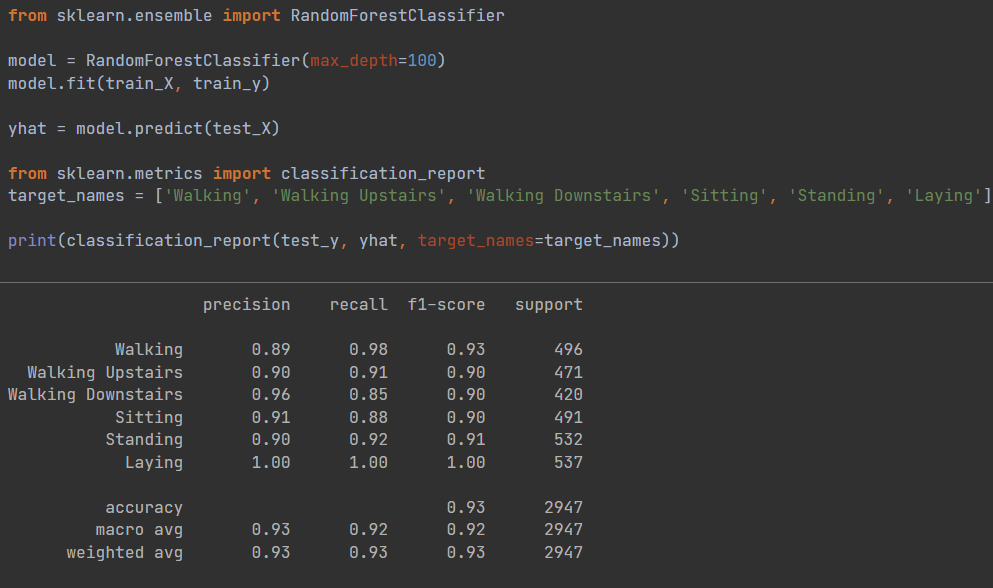 from sklearn.ensemble import RandomForestClassifier
model = RandomForestClassifier(max_depth=100)
model.fit(train_X, train_y)
yhat = model.predict(test_X)
from sklearn.metrics import classification_report
target_names = ['Walking', 'Walking Upstairs', 'Walking Downstairs', 'Sitting', 'Standing', 'Laying']
print(classification_report(test_y, yhat, target_names=target_names))
precision recall f1-score support
Walking 0.89 0.98 0.93 496
Walking Upstairs 0.90 0.91 0.90 471
Walking Downstairs 0.96 0.85 0.90 420
Sitting 0.91 0.88 0.90 491
Standing 0.90 0.92 0.91 532
Laying 1.00 1.00 1.00 537
accuracy 0.93 2947
macro avg 0.93 0.92 0.92 2947
weighted avg 0.93 0.93 0.93 2947